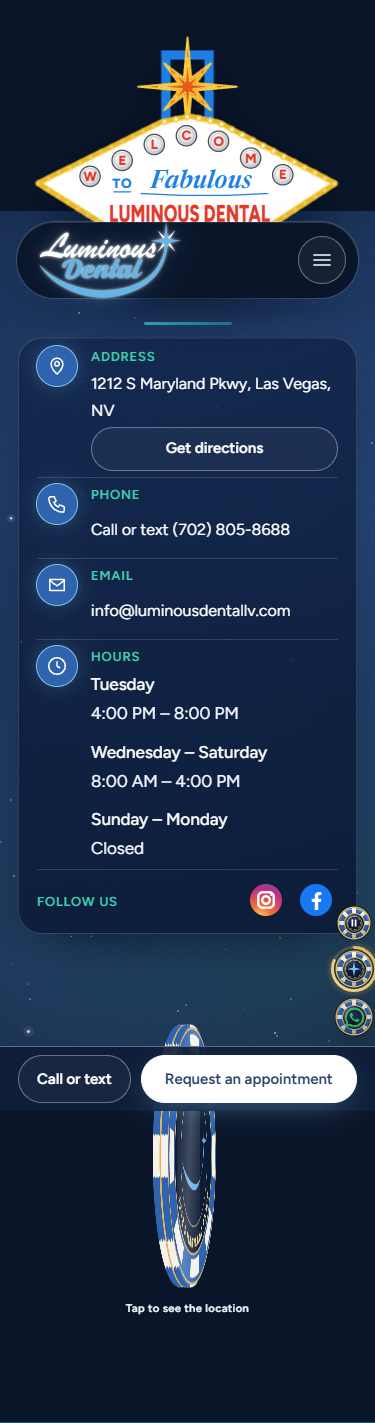 WELCOME
TO Fabulous
LUMINOUS DENTAL
Luminous
Dental
ADDRESS
1212 S Maryland Pkwy, Las Vegas,
NV
Get directions
PHONE
Call or text (702) 805-8688
EMAIL
info@luminousdentallv.com
HOURS
Tuesday
4:00 PM – 8:00 PM
Wednesday – Saturday
8:00 AM – 4:00 PM
Sunday – Monday
Closed
FOLLOW US
Call or text
Request an appointment
Tap to see the location